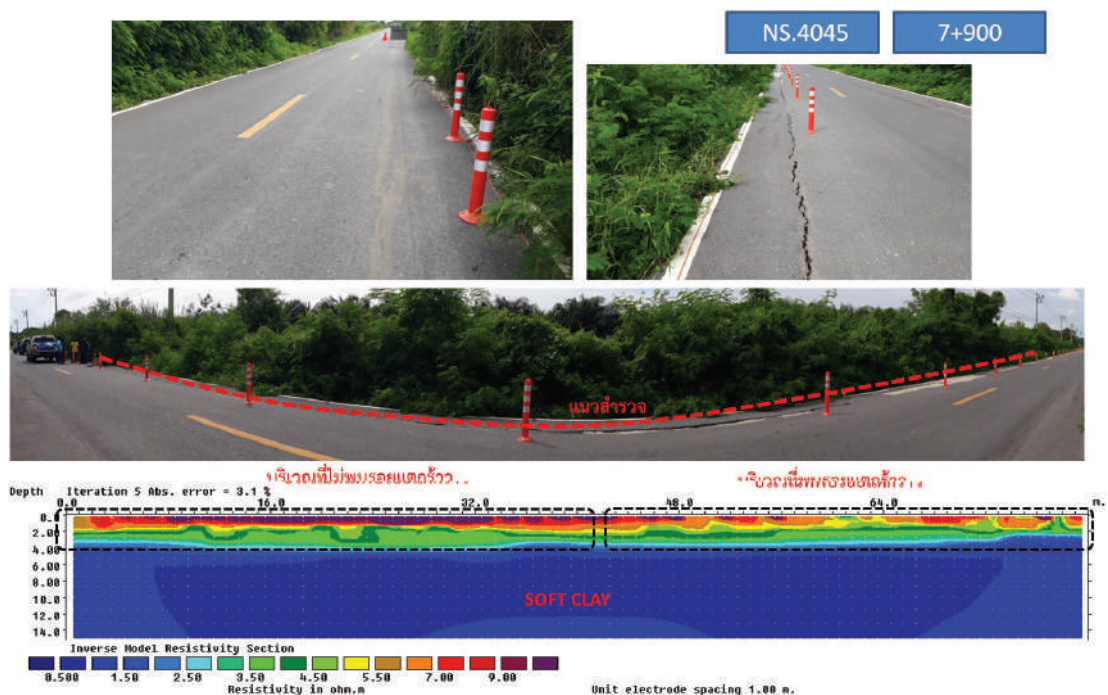 NS.4045
7+900
แนวสำรวจ
Depth Iteration 5 Abs. error = 3.1 %
0.0 16.0 32.0 48.0 64.0 m.
0.0
2.00
4.00
6.00
8.00
10.0
12.0
14.0
SOFT CLAY
Inverse Model Resistivity Section
0.500 1.50 2.50 3.50 4.50 5.50 7.00 9.00
Resistivity in ohm.m
Unit electrode spacing 1.00 m.